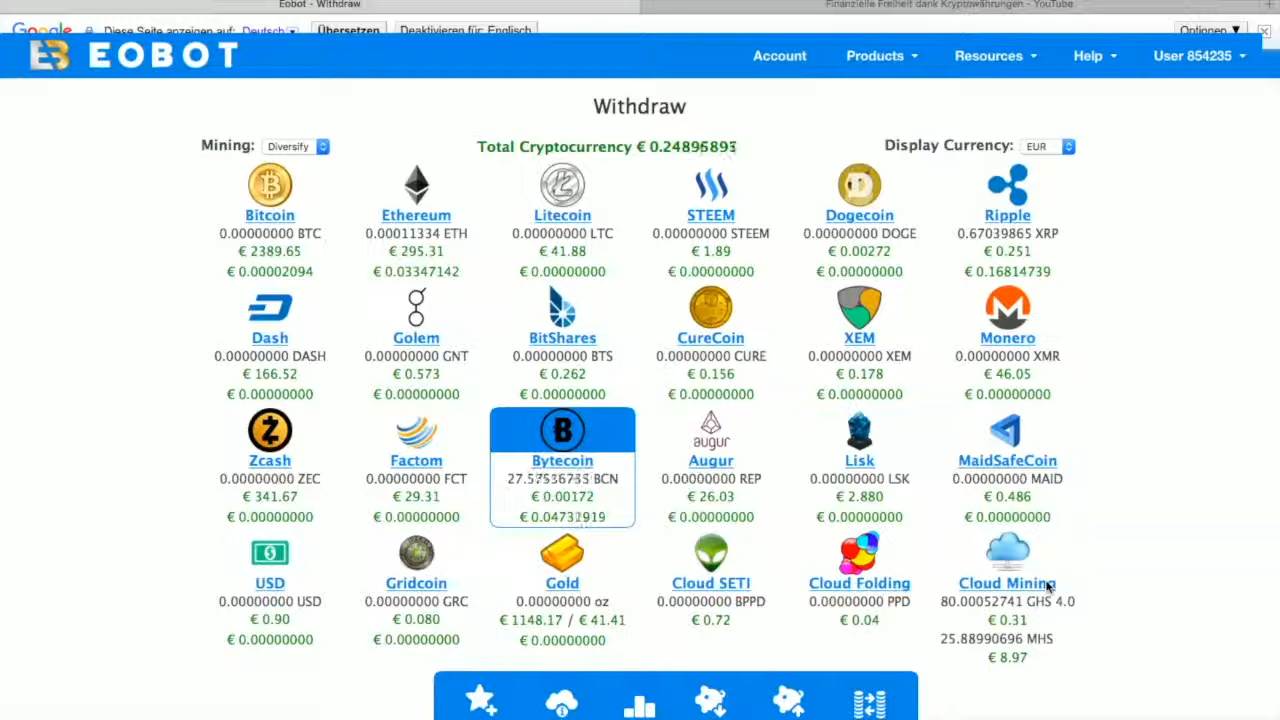 Eobot - Withdraw
Finanzielle Freiheit dank Kryptowährungen - YouTube
Google Diese Seite anzeigen auf: Deutsch Übersetzen Deaktivieren für: Englisch Optionen ▼
EOBOT Account Products Resources Help User 854235
Withdraw
Mining: Diversify Total Cryptocurrency € 0.24895895 Display Currency: EUR
Bitcoin Ethereum Litecoin STEEM Dogecoin Ripple
0.00000000 BTC 0.00011334 ETH 0.00000000 LTC 0.00000000 STEEM 0.00000000 DOGE 0.67039865 XRP
€ 2389.65 € 295.31 € 41.88 € 1.89 € 0.00272 € 0.251
€ 0.00002094 € 0.03347142 € 0.00000000 € 0.00000000 € 0.00000000 € 0.16814739
Dash Golem BitShares CureCoin XEM Monero
0.00000000 DASH 0.00000000 GNT 0.00000000 BTS 0.00000000 CURE 0.00000000 XEM 0.00000000 XMR
€ 166.52 € 0.573 € 0.262 € 0.156 € 0.178 € 46.05
€ 0.00000000 € 0.00000000 € 0.00000000 € 0.00000000 € 0.00000000 € 0.00000000
augur
Zcash Factom Bytecoin Augur Lisk MaidSafeCoin
0.00000000 ZEC 0.00000000 FCT BCN 0.00000000 REP 0.00000000 LSK 0.00000000 MAID
€ 341.67 € 29.31 € 0.00172 € 26.03 € 2.880 € 0.486
€ 0.00000000 € 0.00000000 € 0.04731919 € 0.00000000 € 0.00000000 € 0.00000000
USD Gridcoin Gold Cloud SETI Cloud Folding Cloud Mining
0.00000000 USD 0.00000000 GRC 0.00000000 oz 0.00000000 BPPD 0.00000000 PPD 80.00052741 GHS 4.0
€ 0.90 € 0.080 € 1148.17 / € 41.41 € 0.72 € 0.04 € 0.31
€ 0.00000000 € 0.00000000 € 0.00000000 25.88990696 MHS
€ 8.97